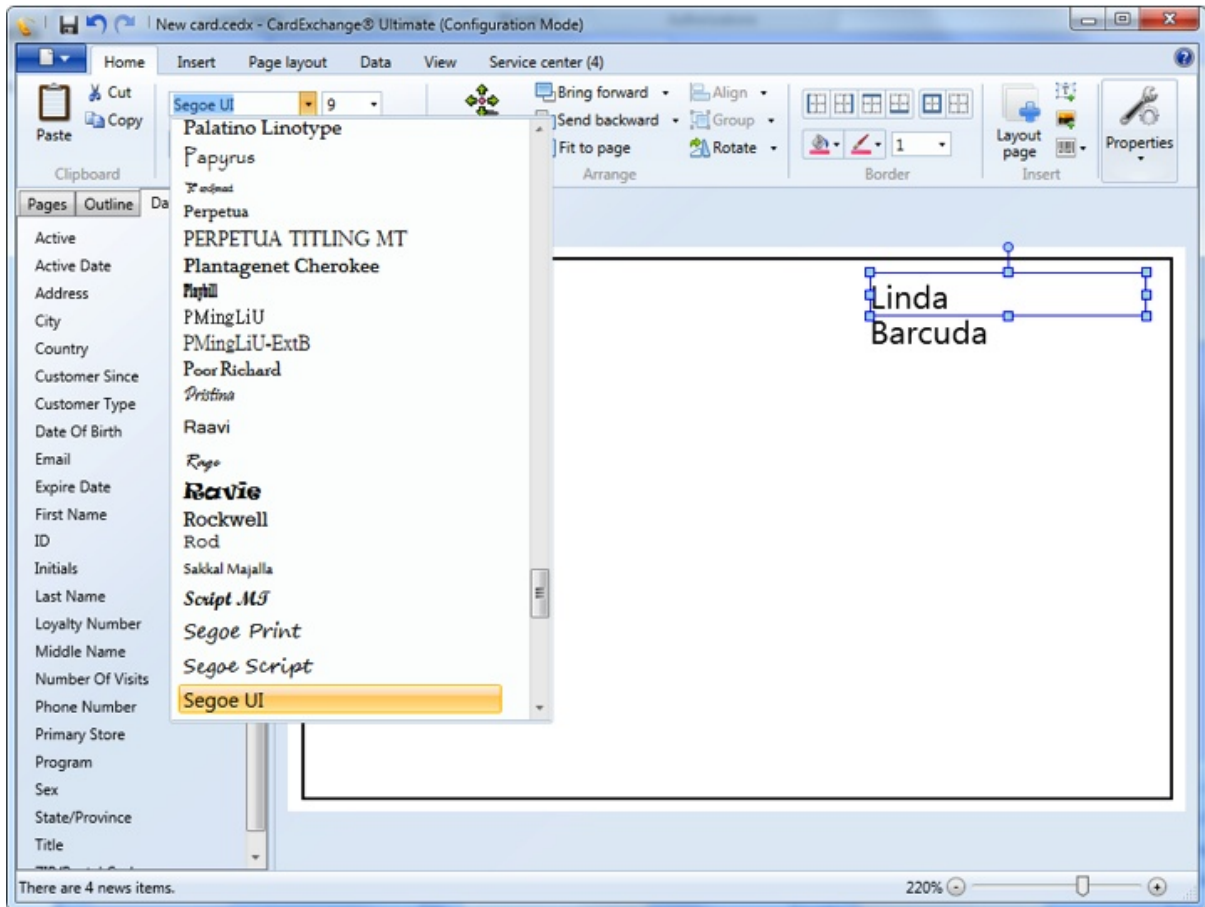 New card.cedx - CardExchange® Ultimate (Configuration Mode)
Home Insert Page layout Data View Service center (4)
Paste
Cut
Copy
Clipboard
Segoe UI 9
Bring forward
Send backward
Fit to page
Align
Group
Rotate
Arrange
1
Border
Layout page
Insert
Properties
Pages Outline Da
Active
Active Date
Address
City
Country
Customer Since
Customer Type
Date Of Birth
Email
Expire Date
First Name
ID
Initials
Last Name
Loyalty Number
Middle Name
Number Of Visits
Phone Number
Primary Store
Program
Sex
State/Province
Title
Palatino Linotype
Papyrus
Perpetua
PERPETUA TITLING MT
Plantagenet Cherokee
Playbill
PMingLiU
PMingLiU-ExtB
Poor Richard
Pristina
Raavi
Rage
Ravie
Rockwell
Rod
Sakkal Majalla
Script MT
Segoe Print
Segoe Script
Segoe UI
Linda
Barcuda
There are 4 news items.
220%